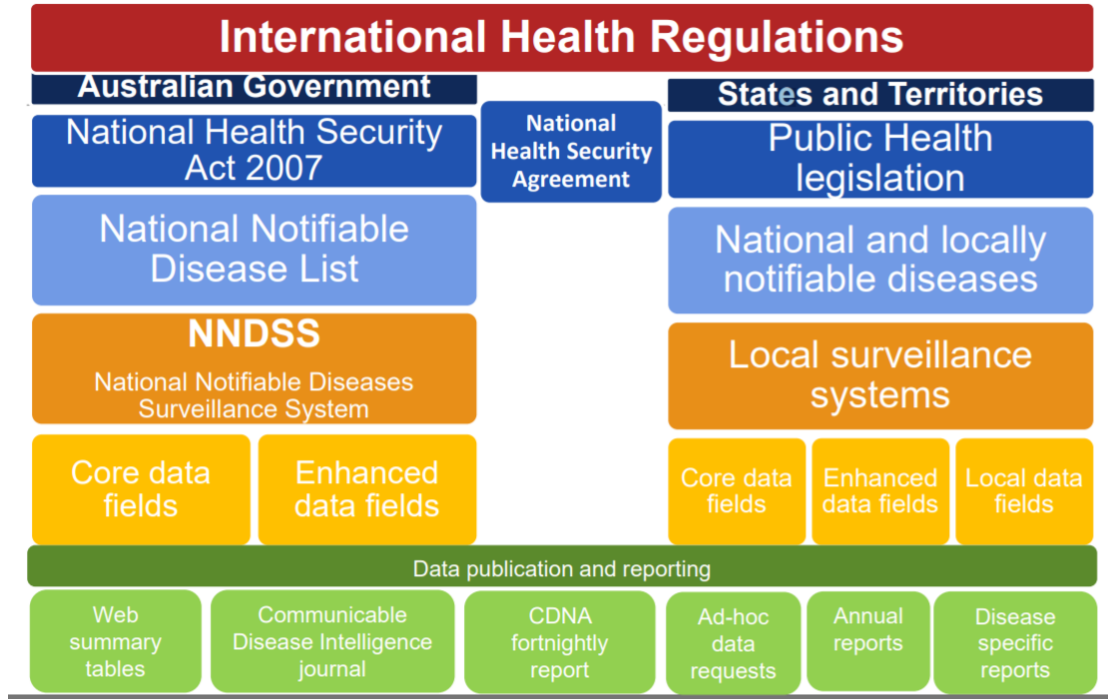 International Health Regulations
Australian Government
National Health Security
Act 2007
National Notifiable
Disease List
NNDSS
National Notifiable Diseases
Surveillance System
Core data
fields
Enhanced
data fields
National
Health Security
Agreement
States and Territories
Public Health
legislation
National and locally
notifiable diseases
Local surveillance
systems
Core data
fields
Enhanced
data fields
Local data
fields
Data publication and reporting
Web
summary
tables
Communicable
Disease Intelligence
journal
CDNA
fortnightly
report
Ad-hoc
data
requests
Annual
reports
Disease
specific
reports